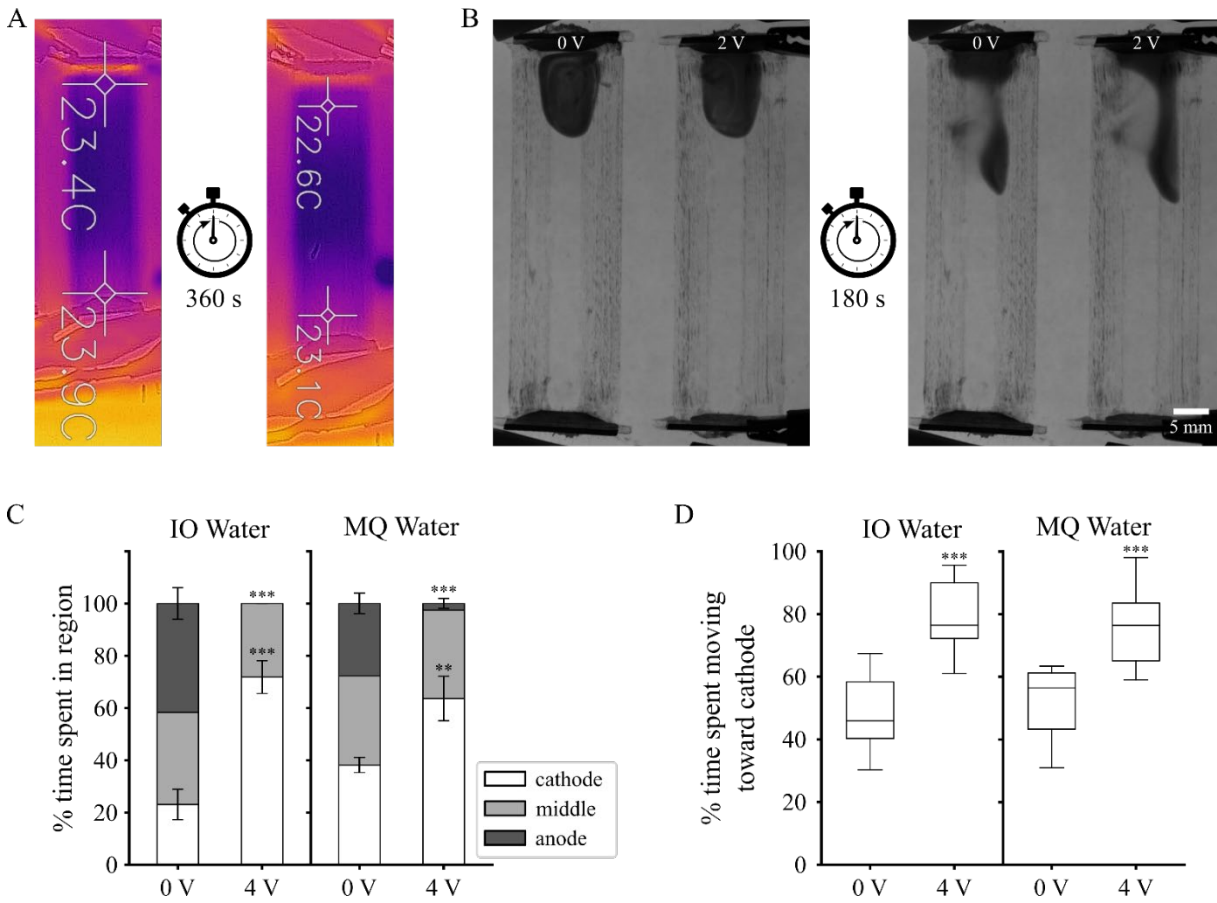 A
23.4C
23.9C
360 s
22.6C
23.1C
B
0 V
2 V
180 s
0 V
2 V
5 mm
C
IO Water
MQ Water
% time spent in region
100
80
60
40
20
0
***
***
***
**
cathode
middle
anode
0 V
4 V
0 V
4 V
D
IO Water
MQ Water
% time spent moving
toward cathode
100
80
60
40
20
0
***
***
0 V
4 V
0 V
4 V